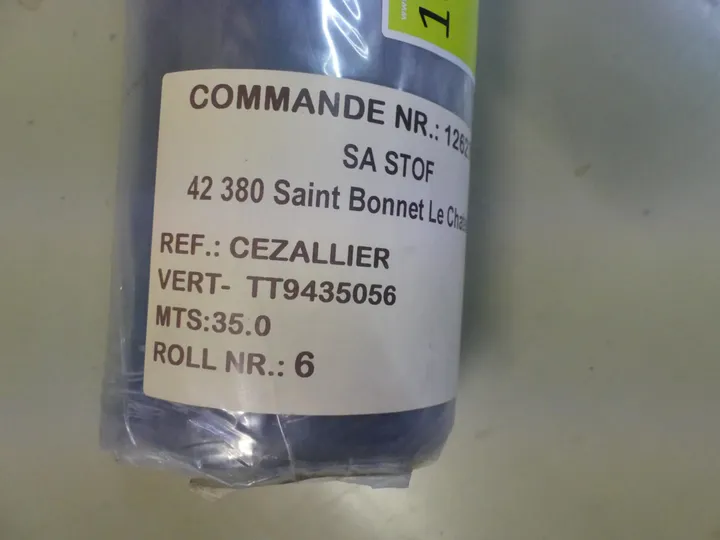 COMMANDE NR.: 1262
SA STOF
42 380 Saint Bonnet Le
REF.: CEZALLIER
VERT- TT9435056
MTS:35.0
ROLL NR.: 6